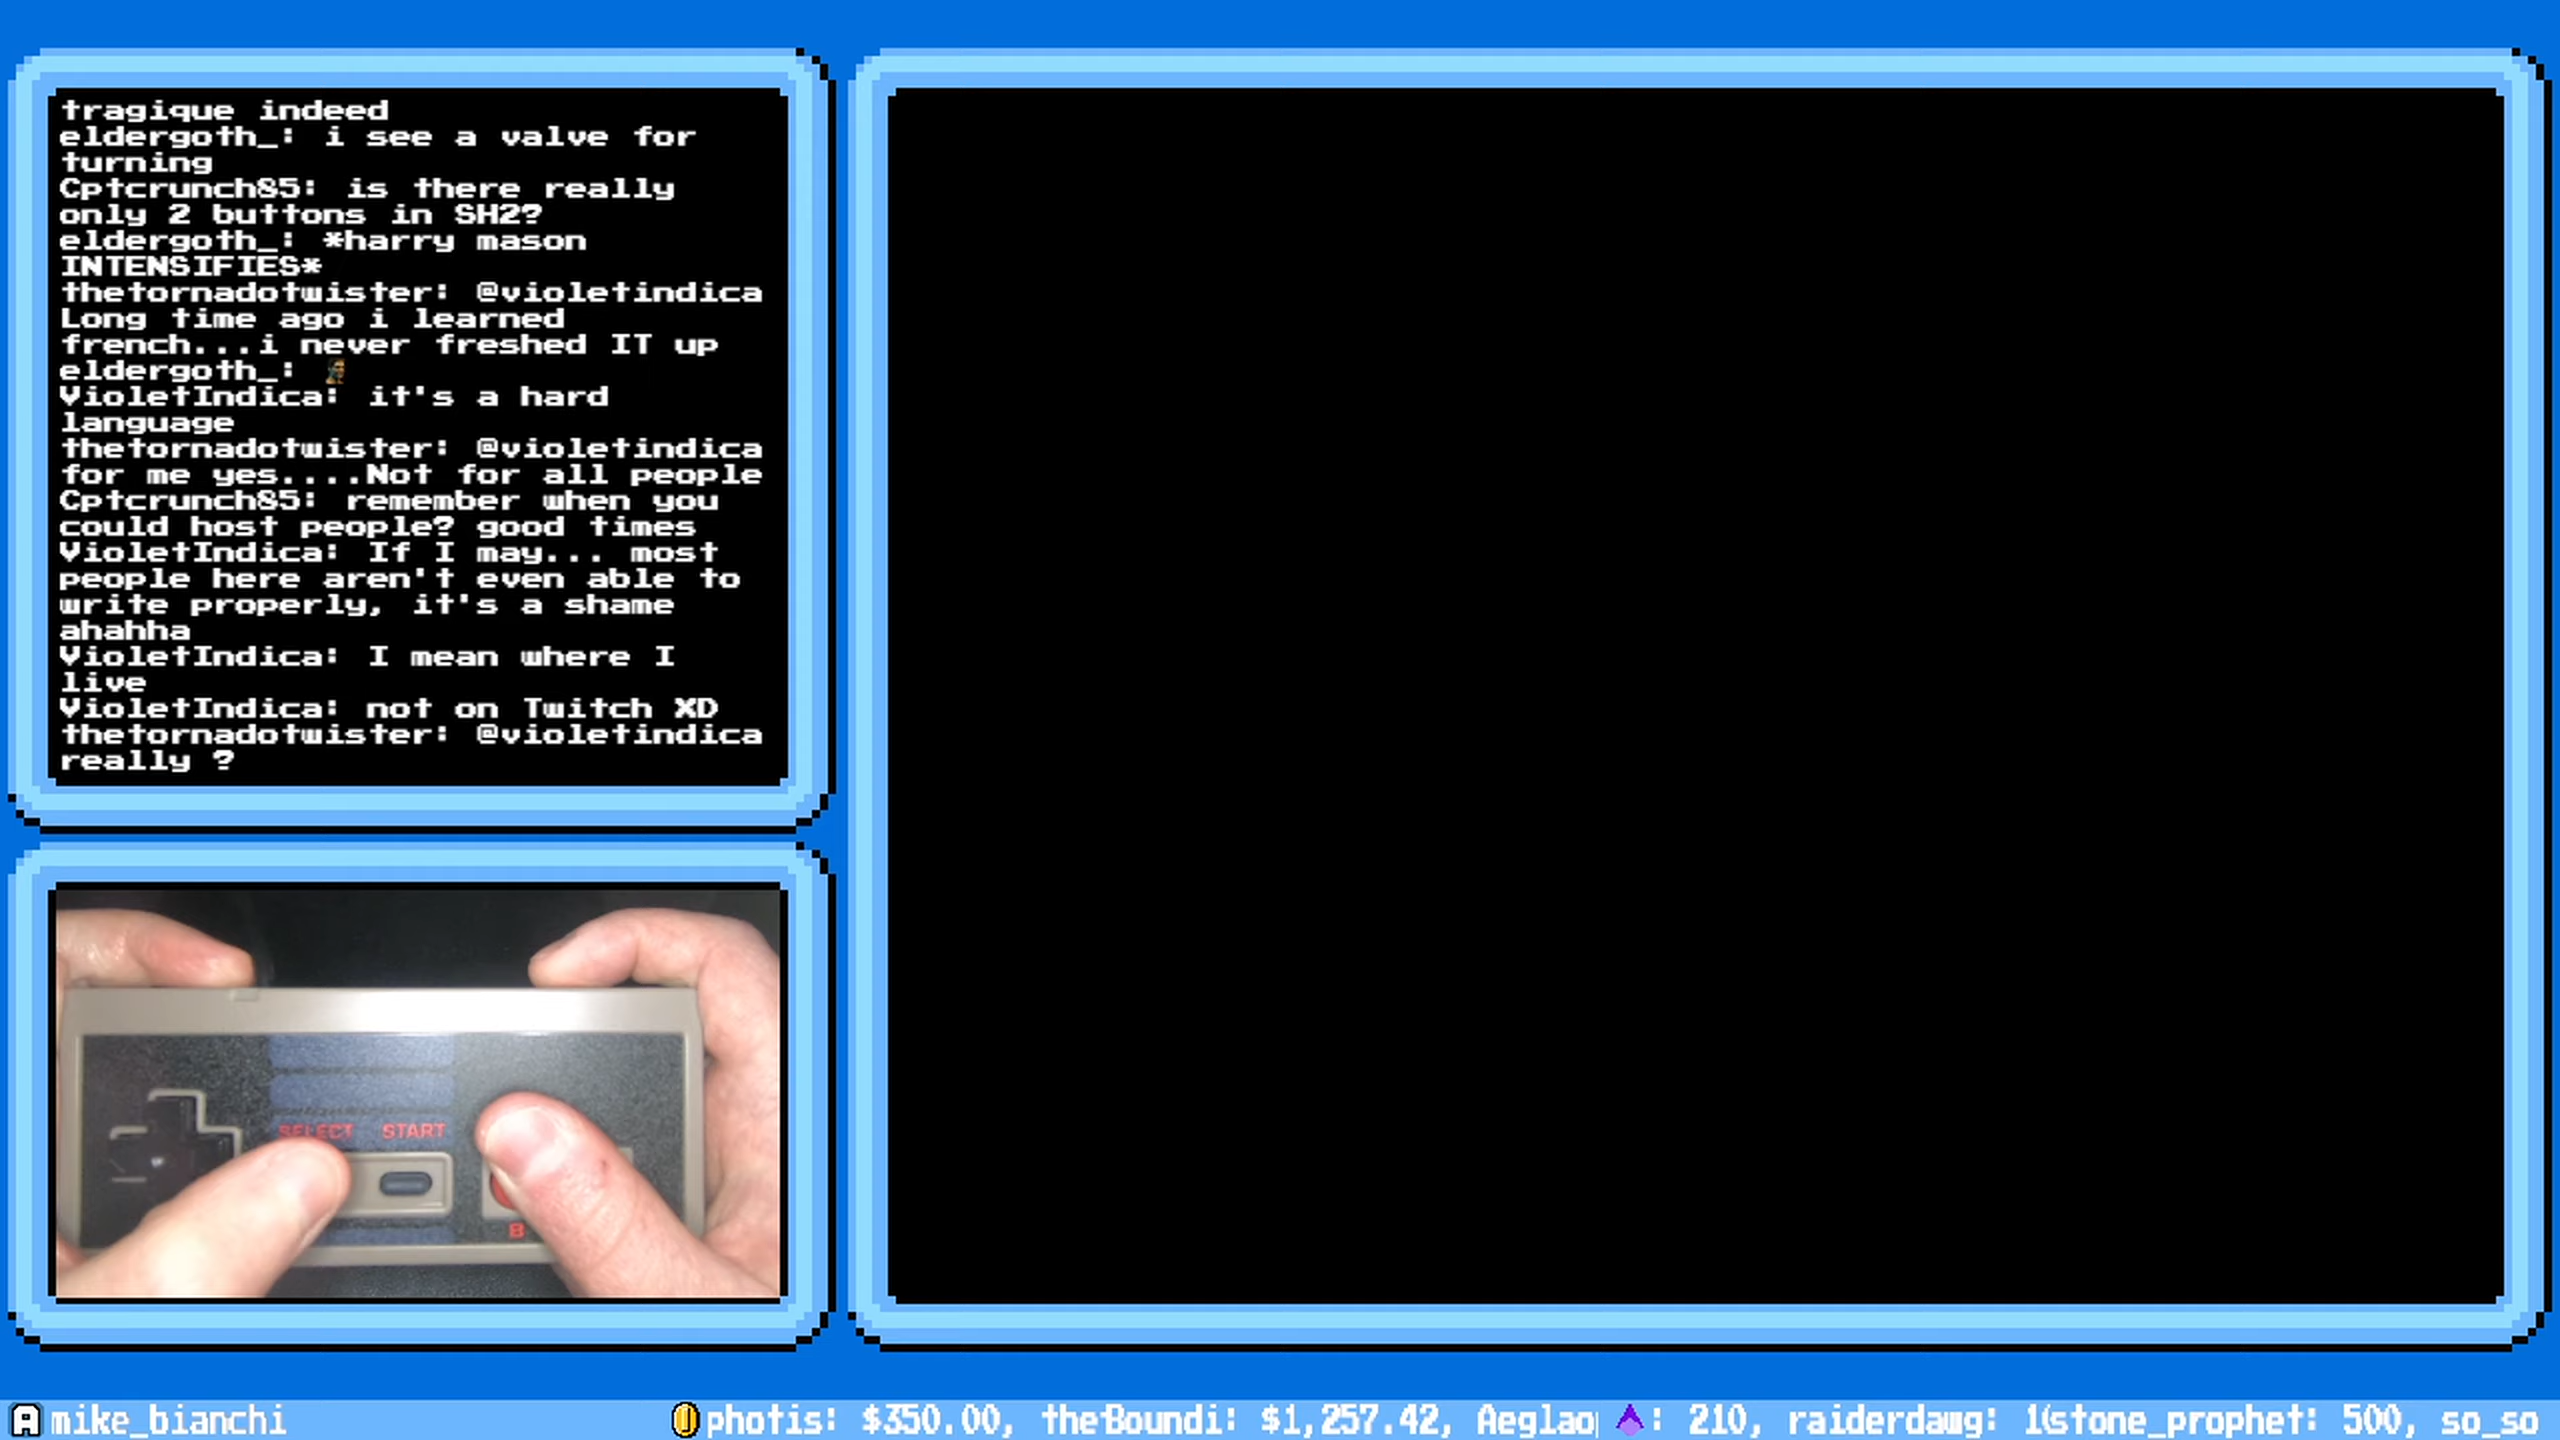 tragique indeed
eldergoth_: i see a valve for
turning
Cptcrunch85: is there really
only 2 buttons in SH2?
eldergoth_: *harry mason
INTENSIFIES*
thetornadotwister: @violetindica
Long time ago i learned
french...i never freshed IT up
eldergoth_:
VioletIndica: it's a hard
language
thetornadotwister: @violetindica
for me yes....Not for all people
Cptcrunch85: remember when you
could host people? good times
VioletIndica: If I may... most
people here aren't even able to
write properly, it's a shame
ahahha
VioletIndica: I mean where I
live
VioletIndica: not on Twitch XD
thetornadotwister: @violetindica
really ?
SELECT START
B
A mike_bianchi photis: $350.00, theBoundi: $1,257.42, Aeglao : 210, raiderdawg: 1 stone_prophet: 500, so_so